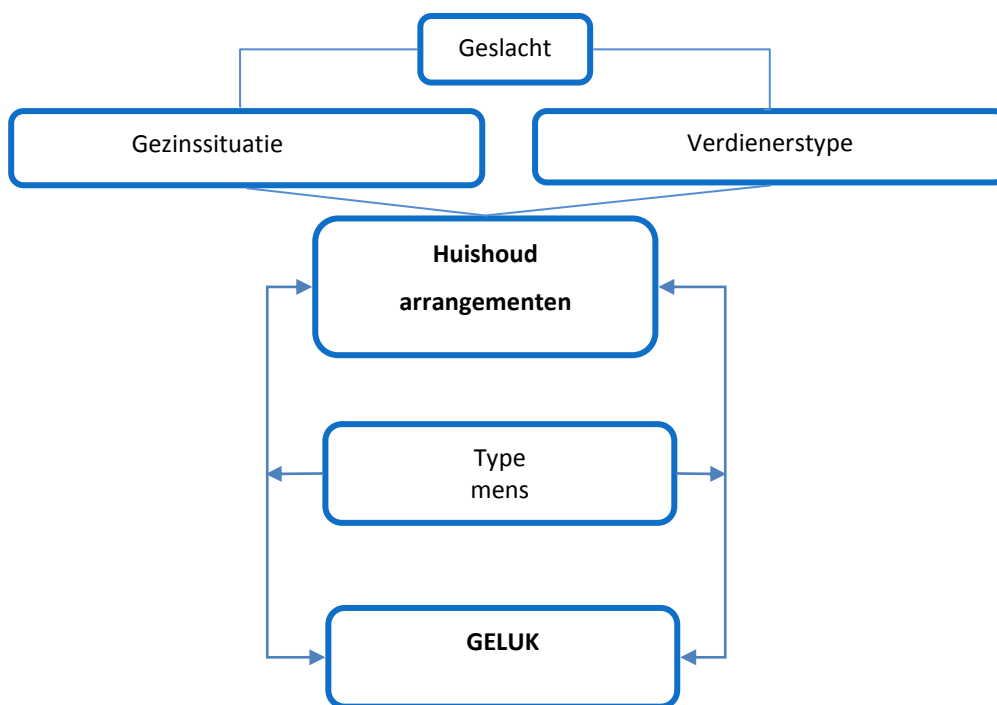 Geslacht
Gezinssituatie
Verdienerstype
Huishoud
arrangementen
Type
mens
GELUK